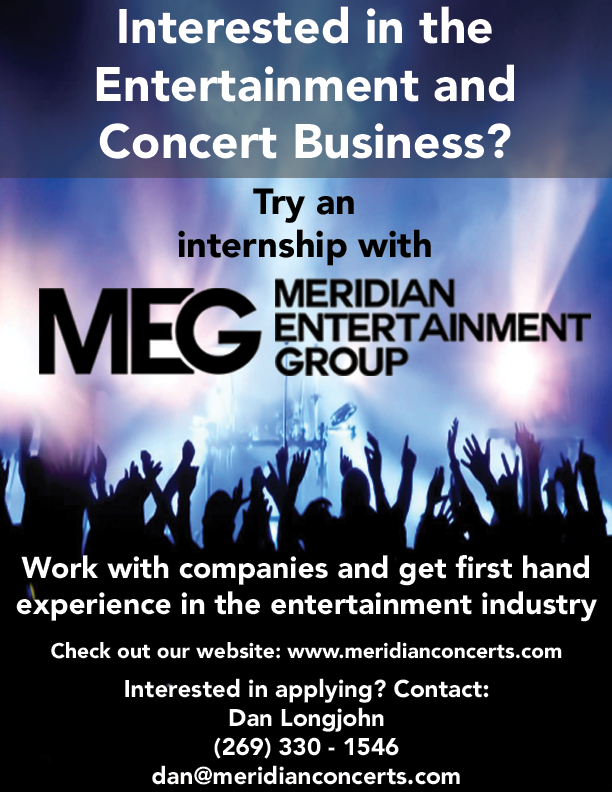 Interested in the
Entertainment and
Concert Business?
Try an
internship with
MEG
MERIDIAN
ENTERTAINMENT
GROUP
Work with companies and get first hand
experience in the entertainment industry
Check out our website: www.meridianconcerts.com
Interested in applying? Contact:
Dan Longjohn
(269) 330 - 1546
dan@meridianconcerts.com